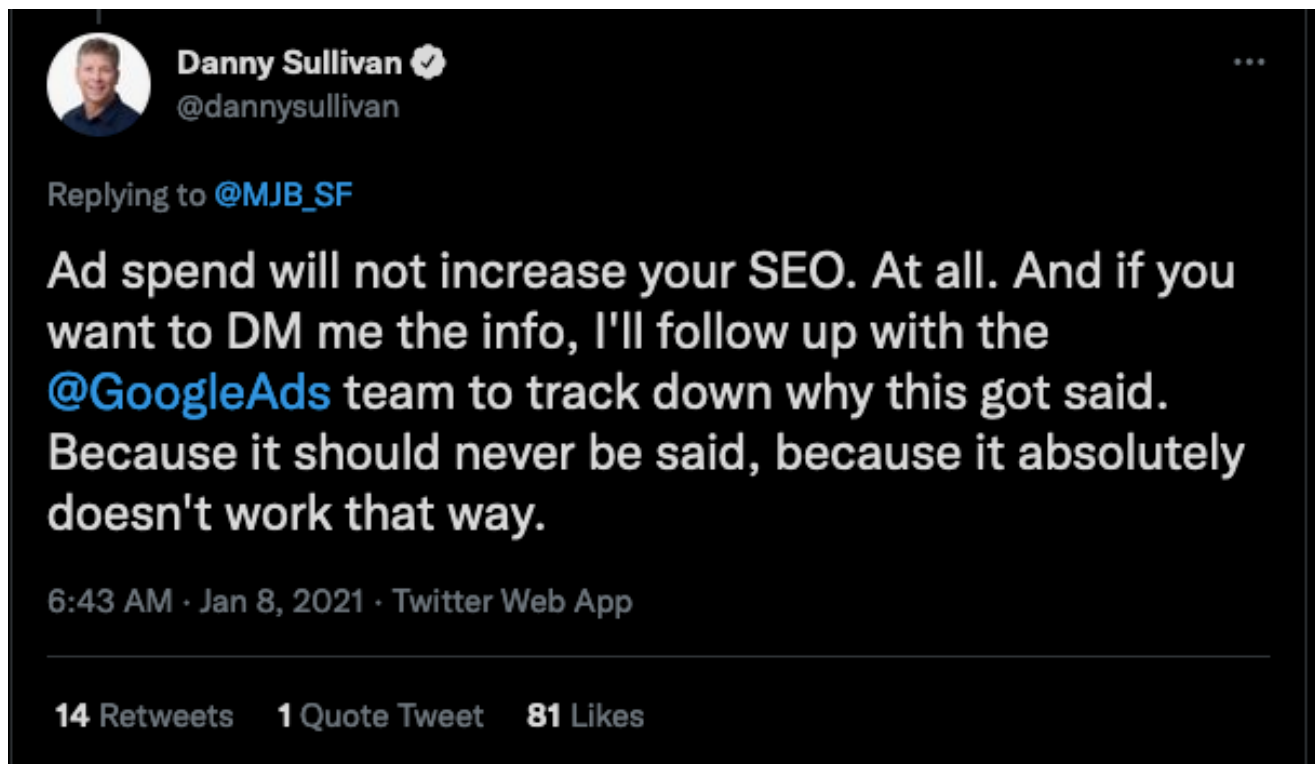 Danny Sullivan
@dannysullivan
Replying to @MJB_SF
Ad spend will not increase your SEO. At all. And if you
want to DM me the info, I'll follow up with the
@GoogleAds team to track down why this got said.
Because it should never be said, because it absolutely
doesn't work that way.
6:43 AM · Jan 8, 2021 · Twitter Web App
14 Retweets 1 Quote Tweet 81 Likes